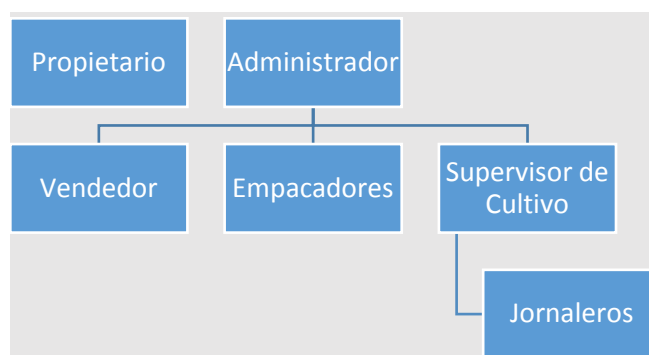 Propietario
Administrador
Vendedor
Empacadores
Supervisor de
Cultivo
Jornaleros